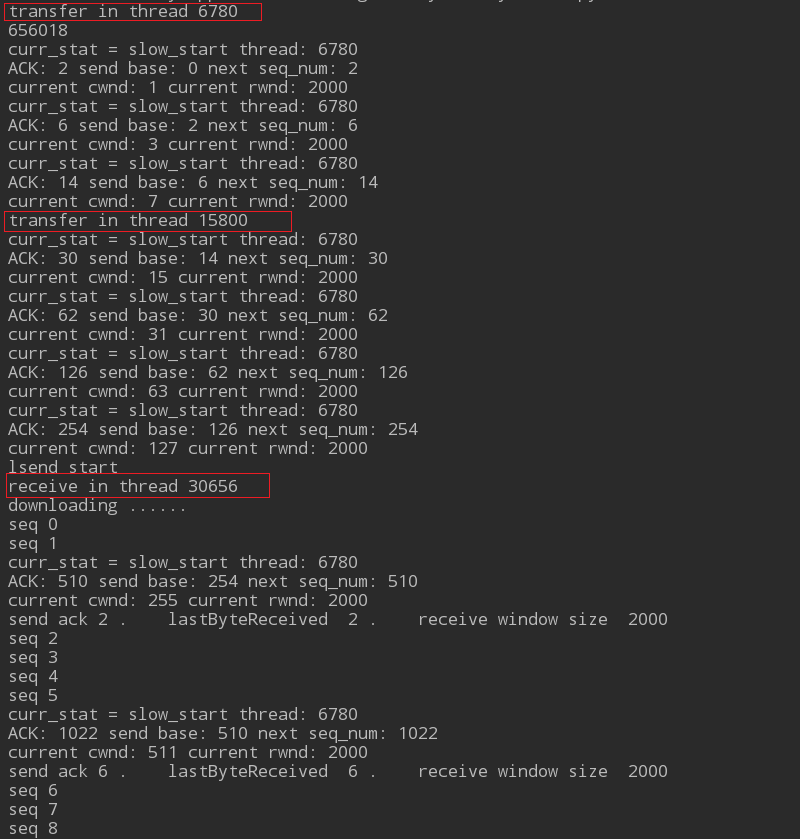 transfer in thread 6780
656018
curr_stat = slow_start thread: 6780
ACK: 2 send base: 0 next seq_num: 2
current cwnd: 1 current rwnd: 2000
curr_stat = slow_start thread: 6780
ACK: 6 send base: 2 next seq_num: 6
current cwnd: 3 current rwnd: 2000
curr_stat = slow_start thread: 6780
ACK: 14 send base: 6 next seq_num: 14
current cwnd: 7 current rwnd: 2000
transfer in thread 15800
curr_stat = slow_start thread: 6780
ACK: 30 send base: 14 next seq_num: 30
current cwnd: 15 current rwnd: 2000
curr_stat = slow_start thread: 6780
ACK: 62 send base: 30 next seq_num: 62
current cwnd: 31 current rwnd: 2000
curr_stat = slow_start thread: 6780
ACK: 126 send base: 62 next seq_num: 126
current cwnd: 63 current rwnd: 2000
curr_stat = slow_start thread: 6780
ACK: 254 send base: 126 next seq_num: 254
current cwnd: 127 current rwnd: 2000
lsend start
receive in thread 30656
downloading ......
seq 0
seq 1
curr_stat = slow_start thread: 6780
ACK: 510 send base: 254 next seq_num: 510
current cwnd: 255 current rwnd: 2000
send ack 2 .    lastByteReceived  2 .    receive window size  2000
seq 2
seq 3
seq 4
seq 5
curr_stat = slow_start thread: 6780
ACK: 1022 send base: 510 next seq_num: 1022
current cwnd: 511 current rwnd: 2000
send ack 6 .    lastByteReceived  6 .    receive window size  2000
seq 6
seq 7
seq 8